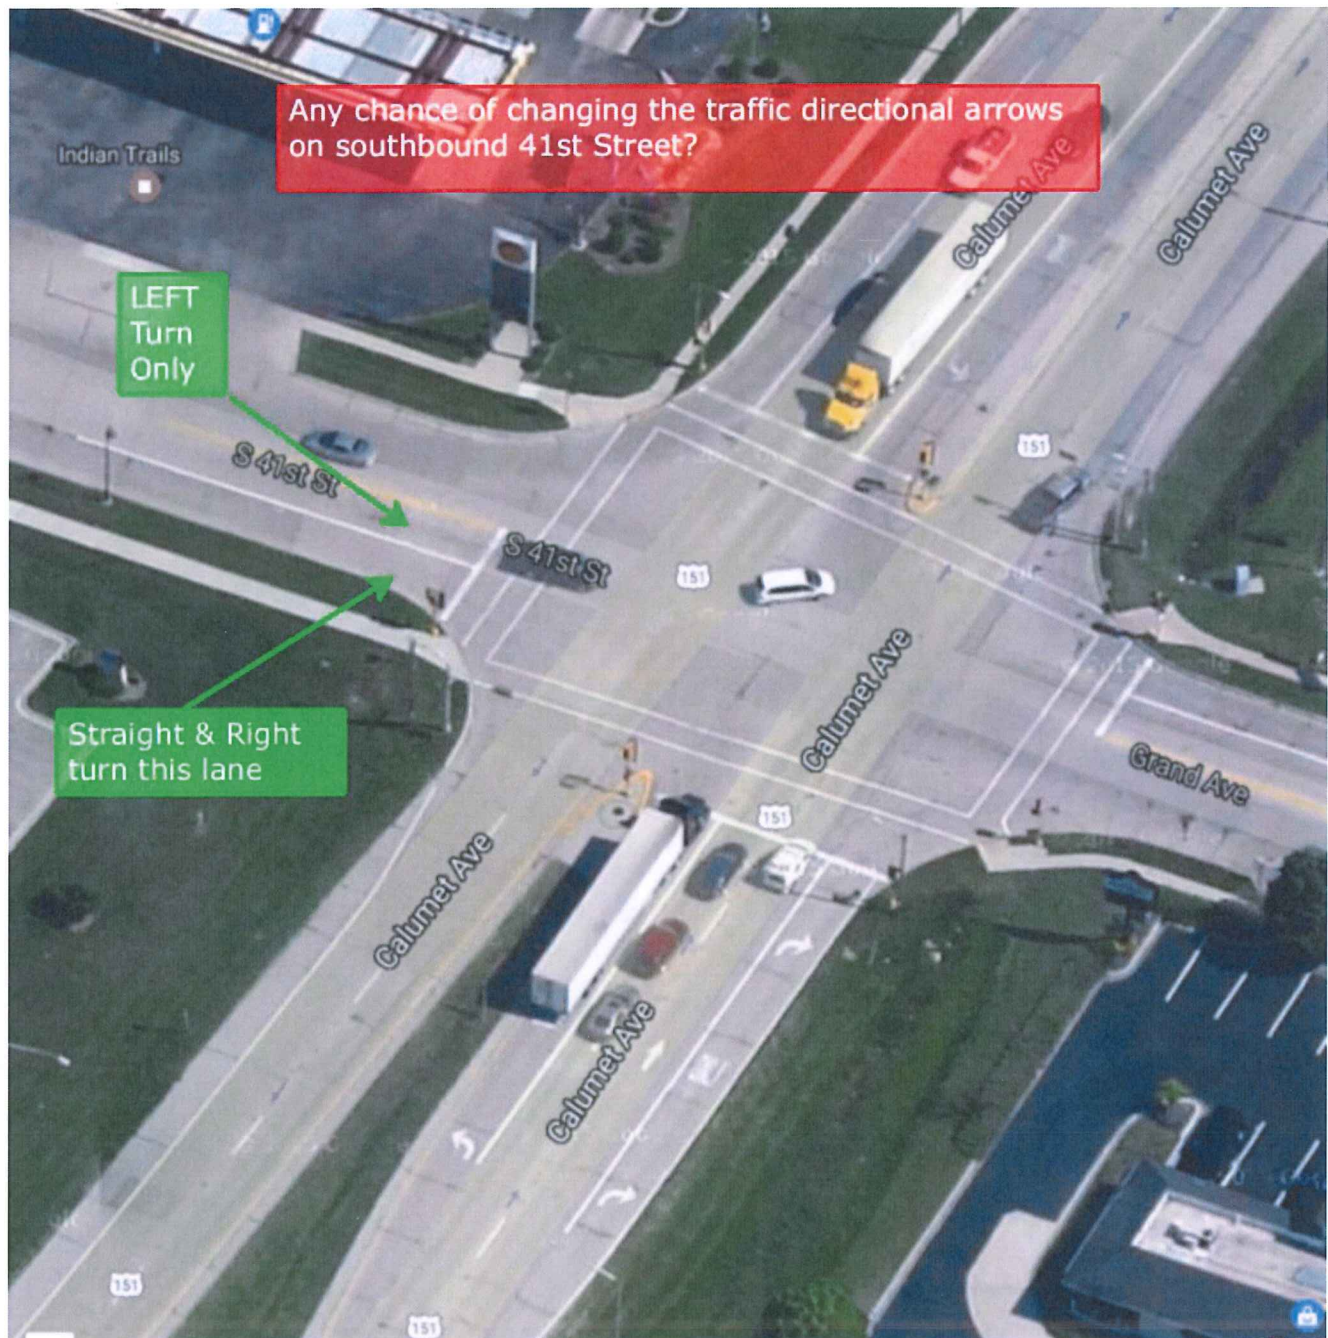 Any chance of changing the traffic directional arrows
on southbound 41st Street?
Indian Trails
Calumet Ave
Calumet Ave
LEFT
Turn
Only
151
S 41st St
S 41st St
151
Calumet Ave
Straight & Right
turn this lane
Grand Ave
151
Calumet Ave
Calumet Ave
151
151